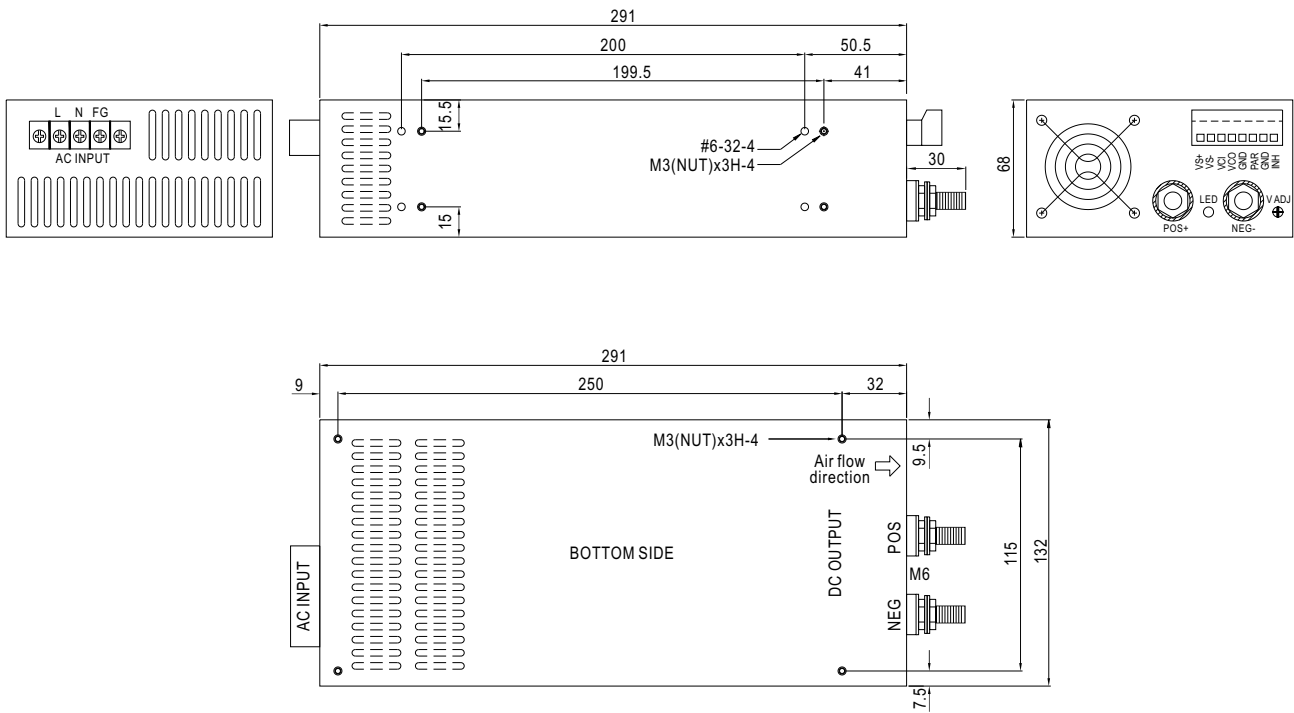 291
200
50.5
199.5
41
15.5
15
#6-32-4
M3(NUT)x3H-4
30
L N FG
AC INPUT
68
VS+
VS-
VCI
VCO
GND
PAR
GND
INH
LED
V ADJ
POS+
NEG-
291
9
250
32
M3(NUT)x3H-4
Air flow
direction
9.5
BOTTOM SIDE
AC INPUT
DC OUTPUT
POS
M6
NEG
115
132
7.5